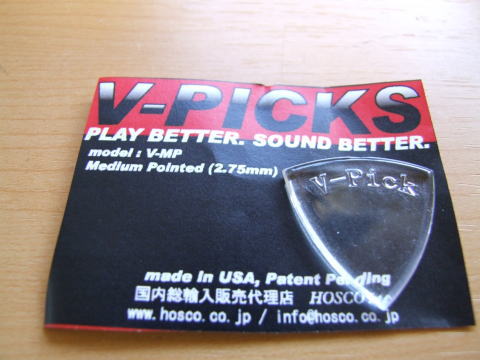 V-PICKS
PLAY BETTER. SOUND BETTER.
model : V-MP
Medium Pointed (2.75mm)
V-Pick
made in USA, Patent Pending
国内総輸入販売代理店 HOSCO
www.hosco.co.jp / info@hosco.co.jp